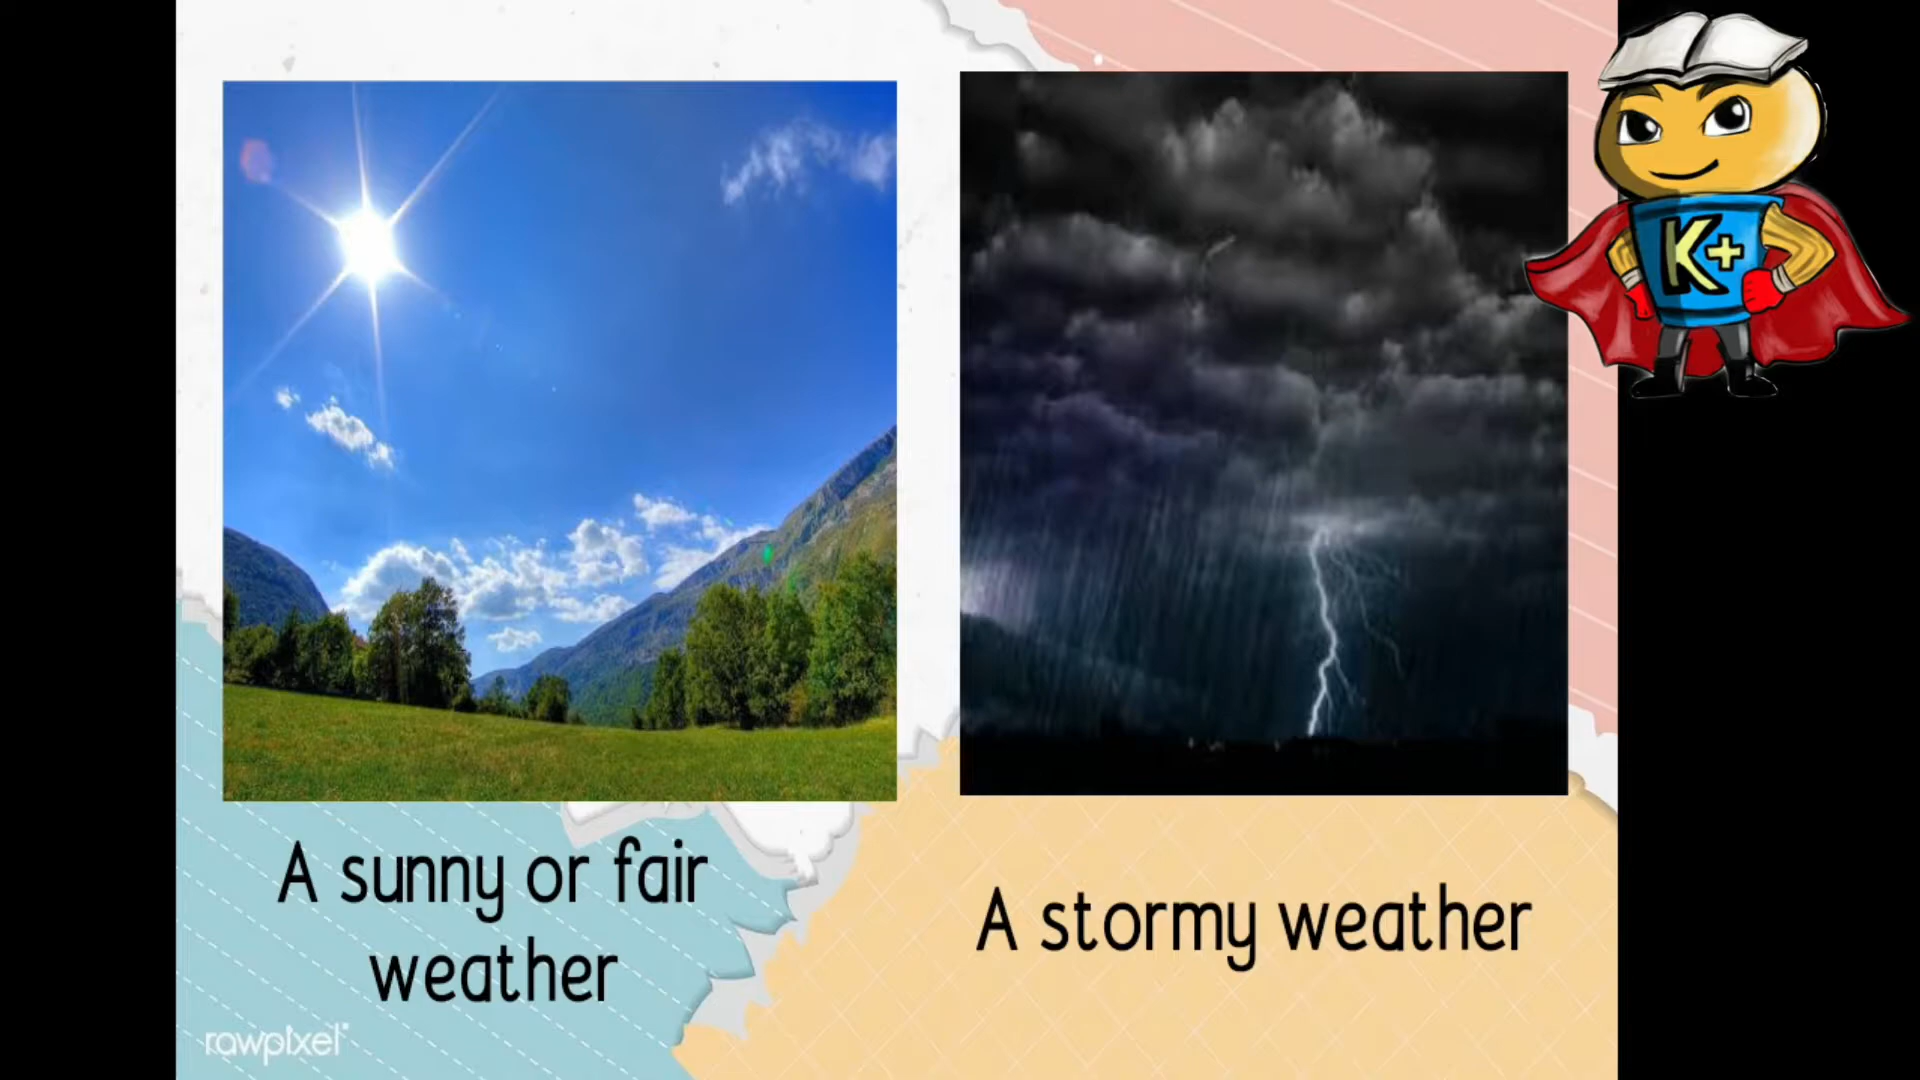 K+
A sunny or fair
weather
A stormy weather
rawpixel